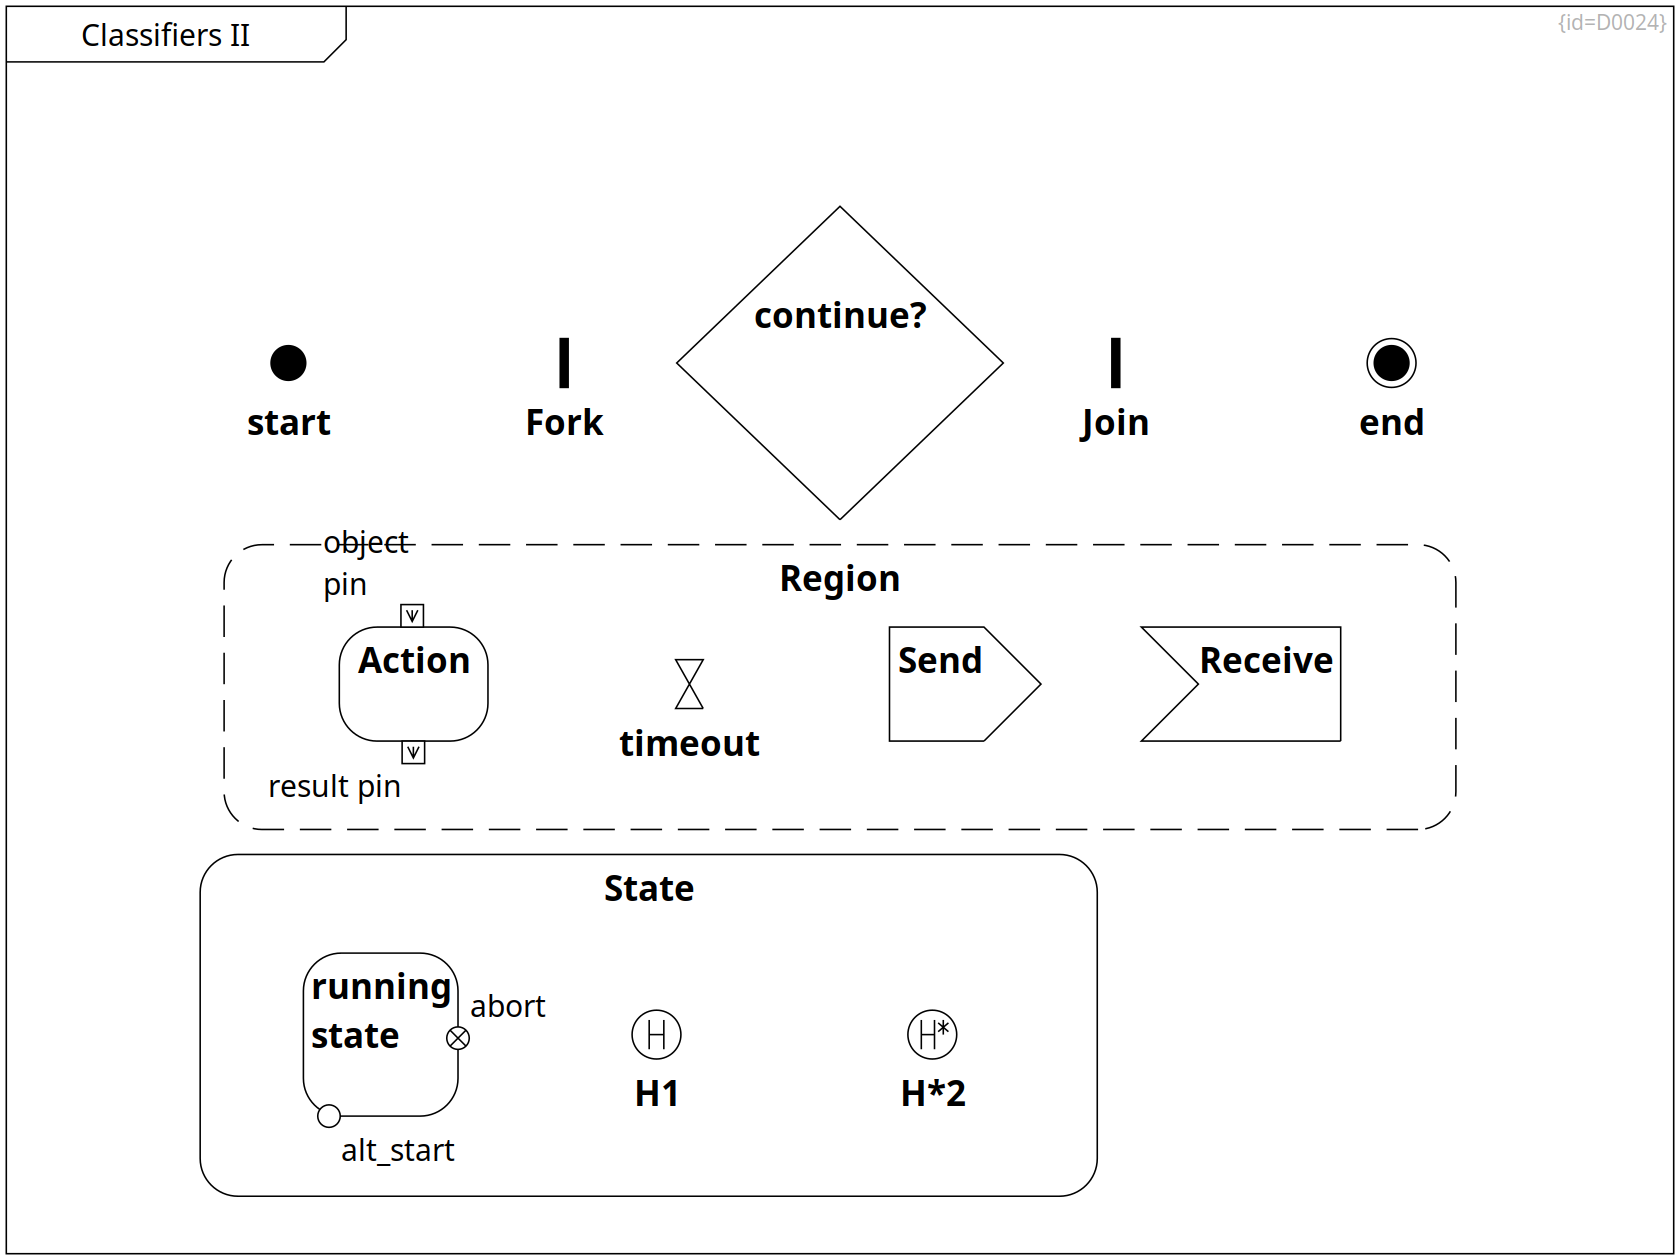 Classifiers II
{id=D0024}
continue?
start
Fork
Join
end
object
pin
Region
Action
Send
Receive
timeout
result pin
State
running
state
abort
H
H*
H1
H*2
alt_start